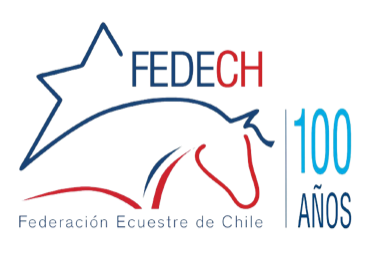 FEDECH
Federación Ecuestre de Chile
100
AÑOS